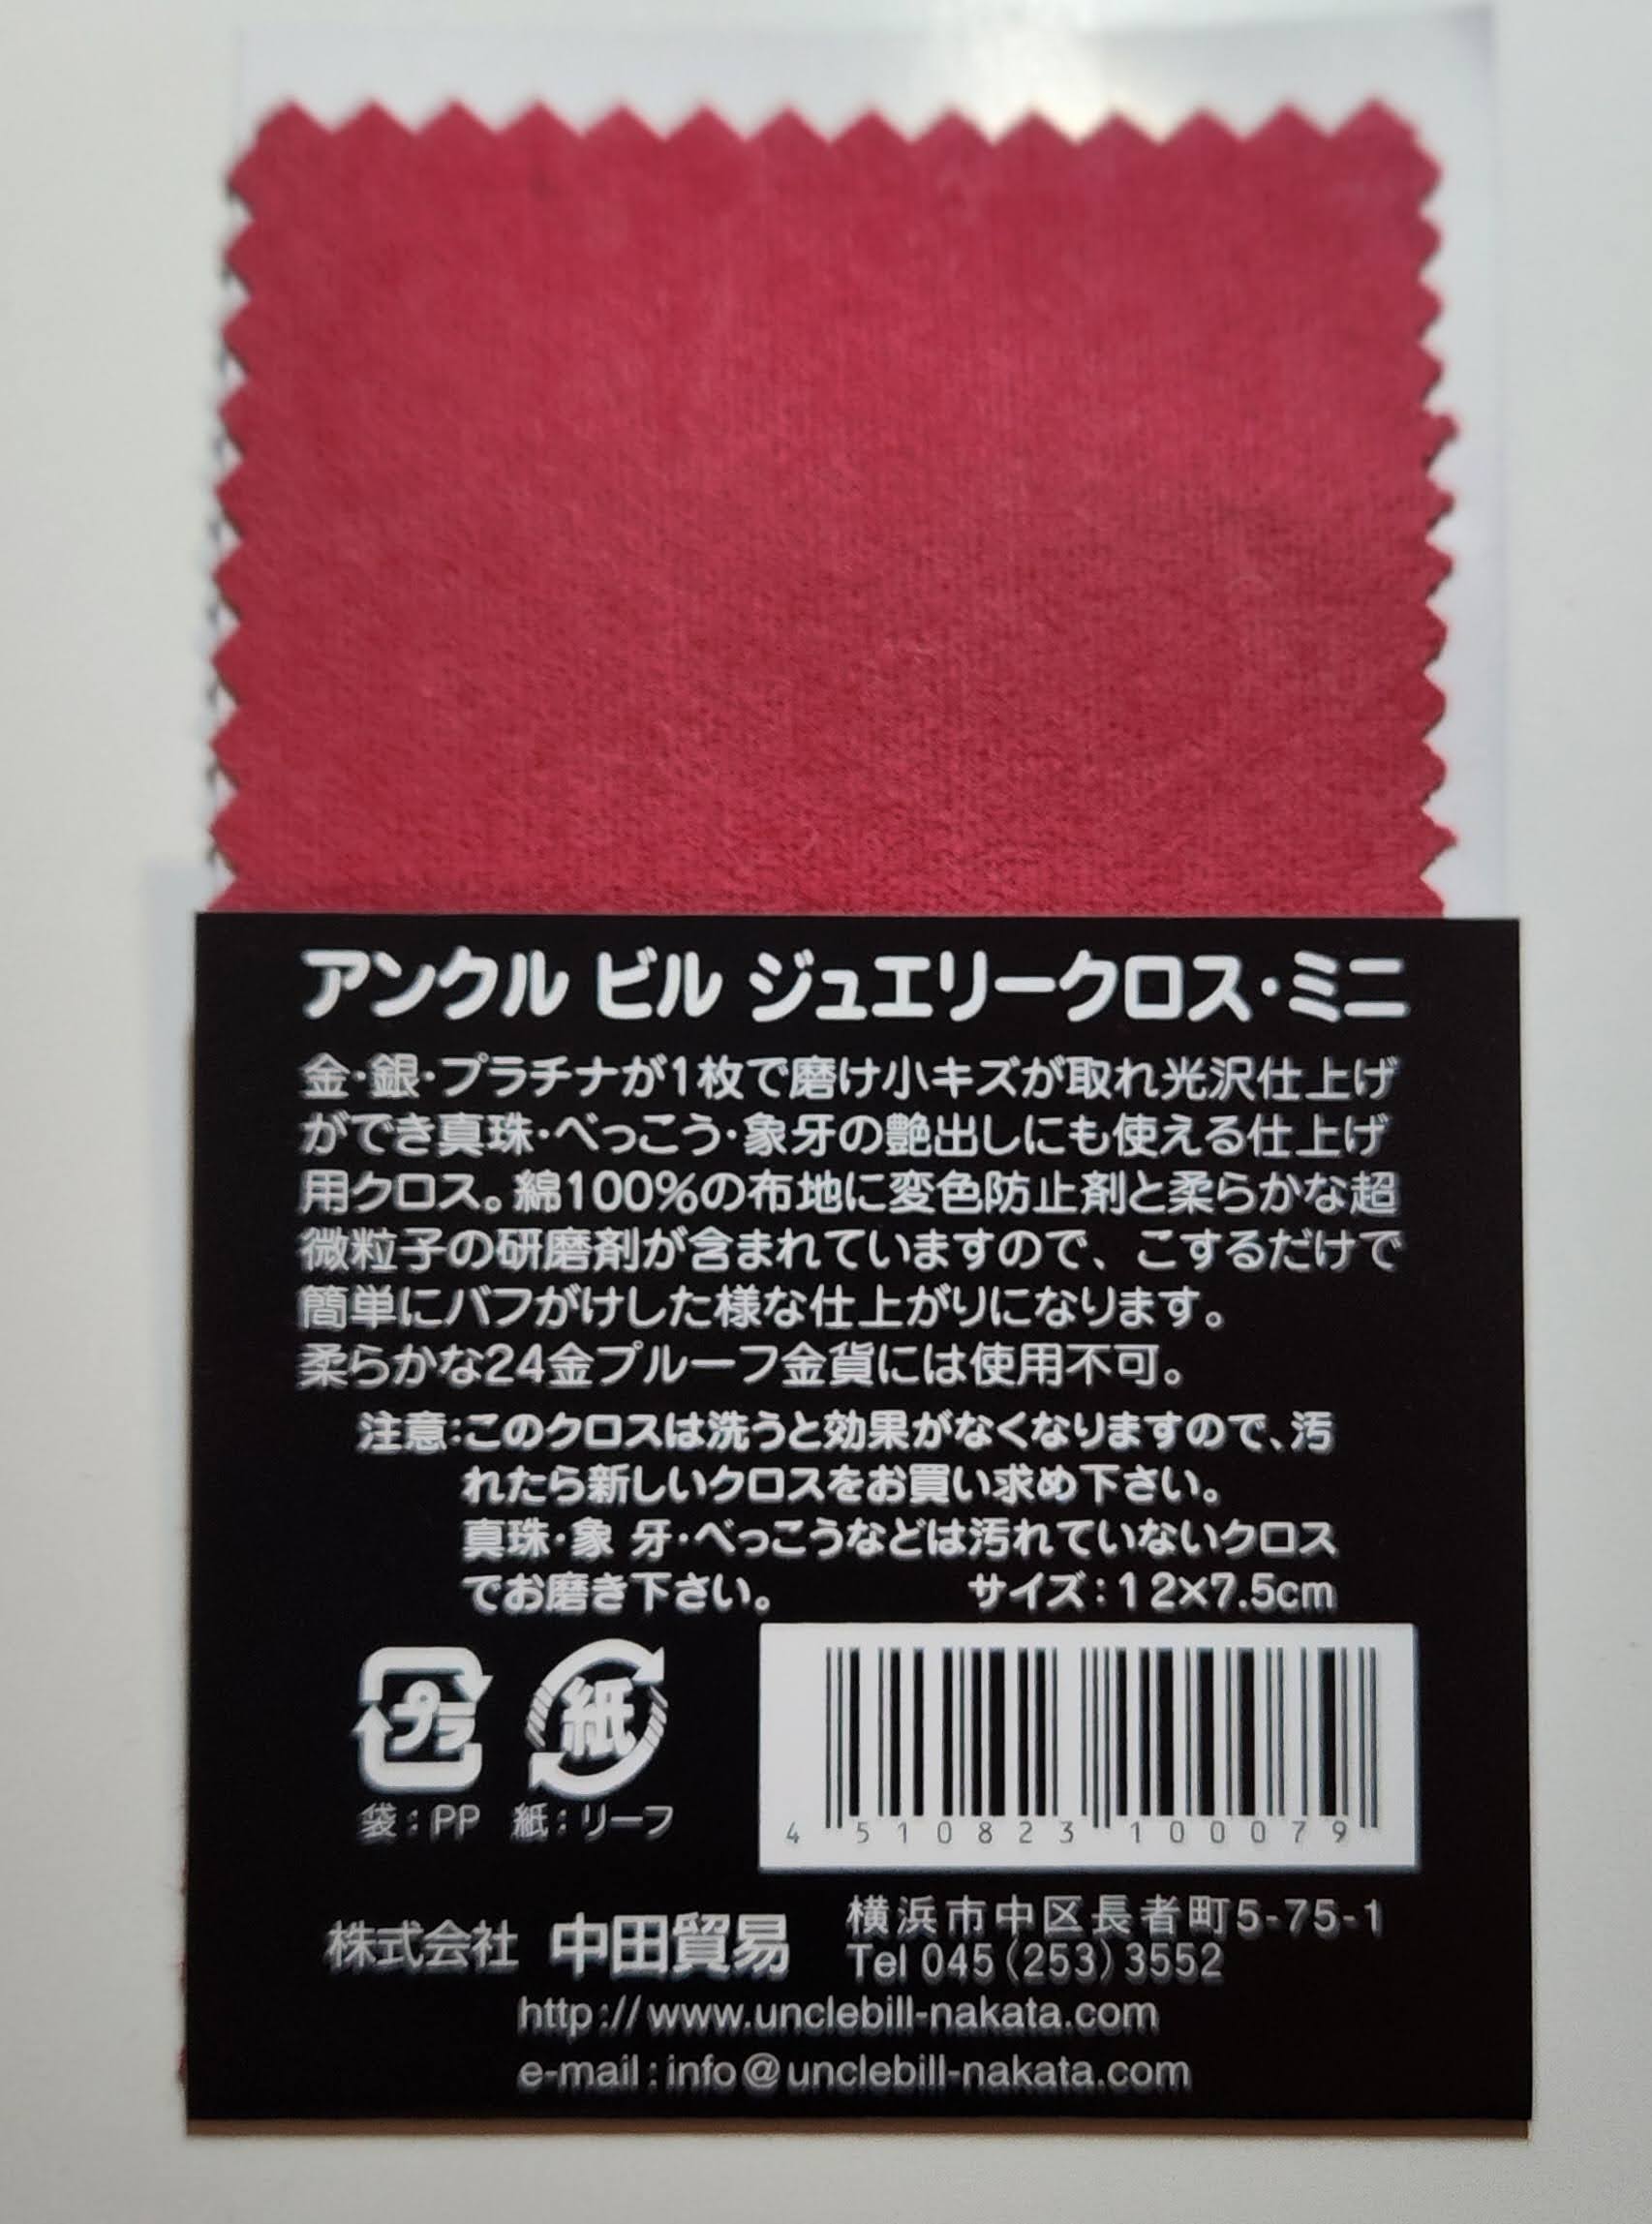 アンクル ビル ジュエリークロス・ミニ
金・銀・プラチナが1枚で磨け小キズが取れ光沢仕上げ
ができ真珠・べっこう・象牙の艶出しにも使える仕上げ
用クロス。綿100%の布地に変色防止剤と柔らかな超
微粒子の研磨剤が含まれていますので、こするだけで
簡単にバフがけした様な仕上がりになります。
柔らかな24金プルーフ金貨には使用不可。
注意:このクロスは洗うと効果がなくなりますので、汚
れたら新しいクロスをお買い求め下さい。
真珠・象 牙・べっこうなどは汚れていないクロス
でお磨き下さい。 サイズ:12×7.5cm
プラ 紙
袋:PP 紙:リーフ
4 510823 100079
株式会社 中田貿易
横浜市中区長者町5-75-1
Tel 045(253)3552
http://www.unclebill-nakata.com
e-mail:info@unclebill-nakata.com